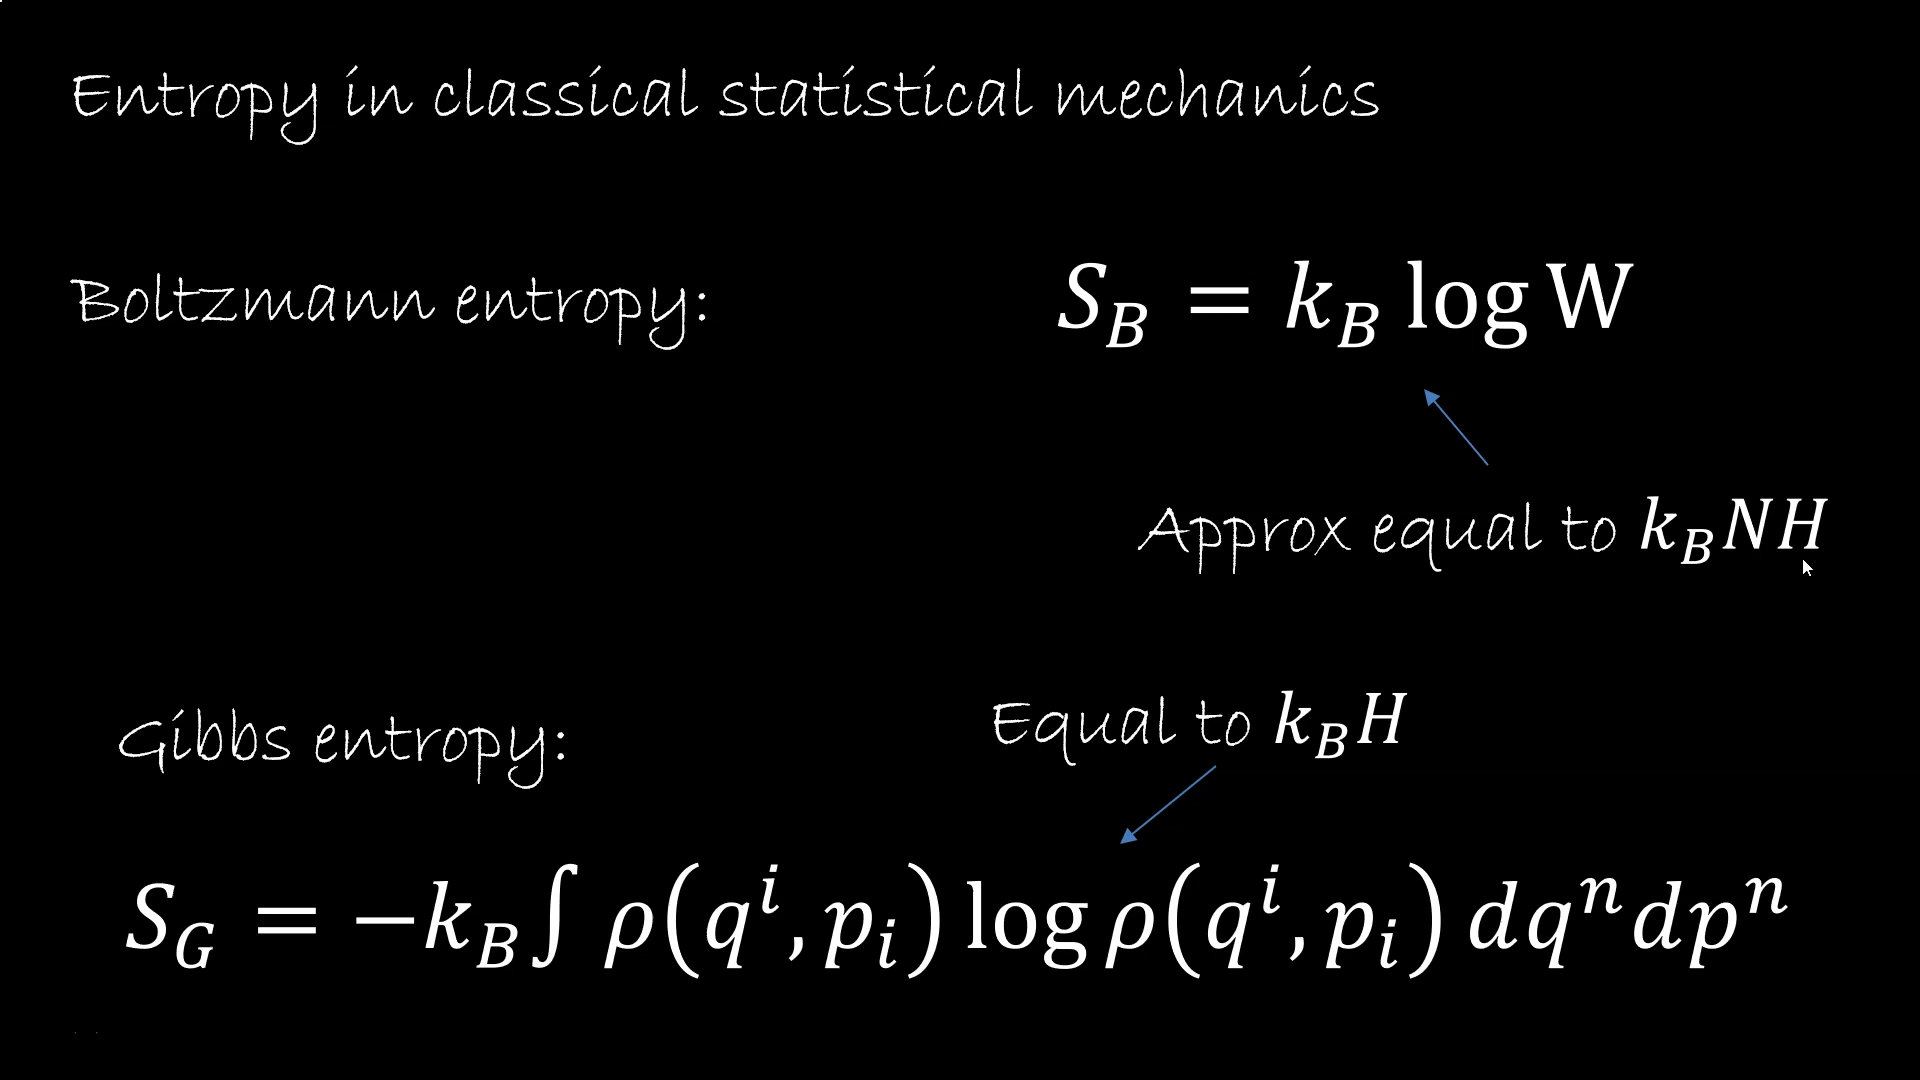 Entropy in classical statistical mechanics
Boltzmann entropy: S_B = k_B log W
Approx equal to k_B NH
Gibbs entropy:
Equal to k_B H
S_G = −k_B ∫ ρ(q^i, p_i) log ρ(q^i, p_i) dq^n dp^n